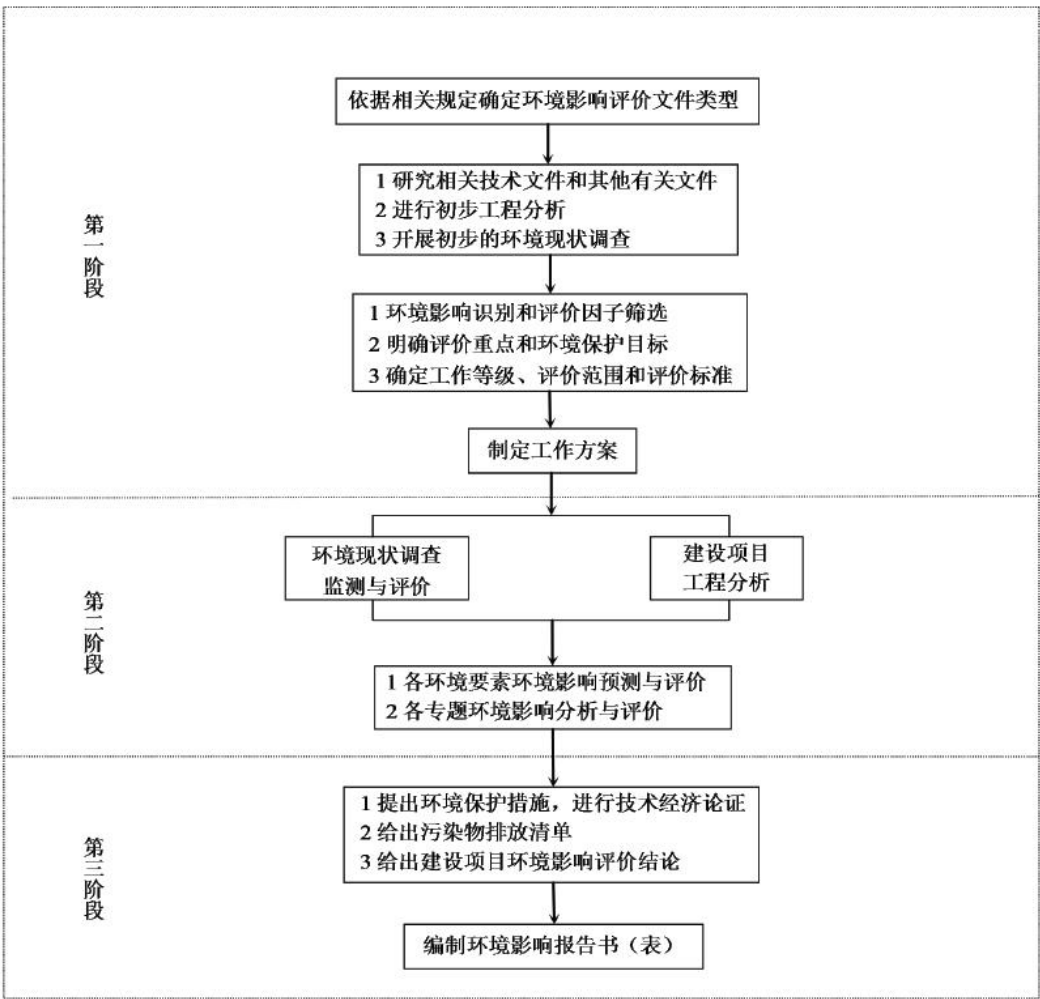 依据相关规定确定环境影响评价文件类型
1 研究相关技术文件和其他有关文件
2 进行初步工程分析
3 开展初步的环境现状调查
第一阶段
1 环境影响识别和评价因子筛选
2 明确评价重点和环境保护目标
3 确定工作等级、评价范围和评价标准
制定工作方案
环境现状调查
监测与评价
建设项目
工程分析
第二阶段
1 各环境要素环境影响预测与评价
2 各专题环境影响分析与评价
1 提出环境保护措施，进行技术经济论证
2 给出污染物排放清单
3 给出建设项目环境影响评价结论
第三阶段
编制环境影响报告书（表）